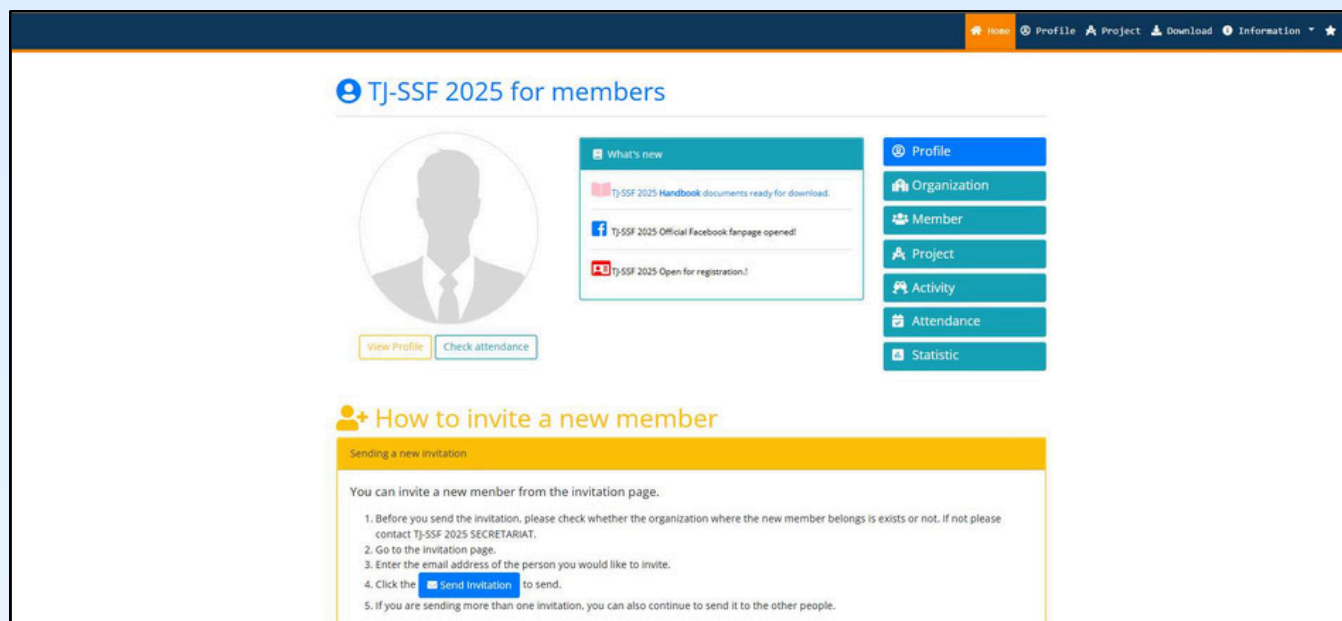 Home Profile Project Download Information
TJ-SSF 2025 for members
What's new
TJ-SSF 2025 Handbook documents ready for download.
TJ-SSF 2025 Official Facebook fanpage opened!
TJ-SSF 2025 Open for registration.!
View Profile Check attendance
Profile
Organization
Member
Project
Activity
Attendance
Statistic
How to invite a new member
Sending a new invitation
You can invite a new menber from the invitation page.
1. Before you send the invitation, please check whether the organization where the new member belongs is exists or not. If not please
contact TJ-SSF 2025 SECRETARIAT.
2. Go to the invitation page.
3. Enter the email address of the person you would like to invite.
4. Click the Send Invitation to send.
5. If you are sending more than one invitation, you can also continue to send it to the other people.